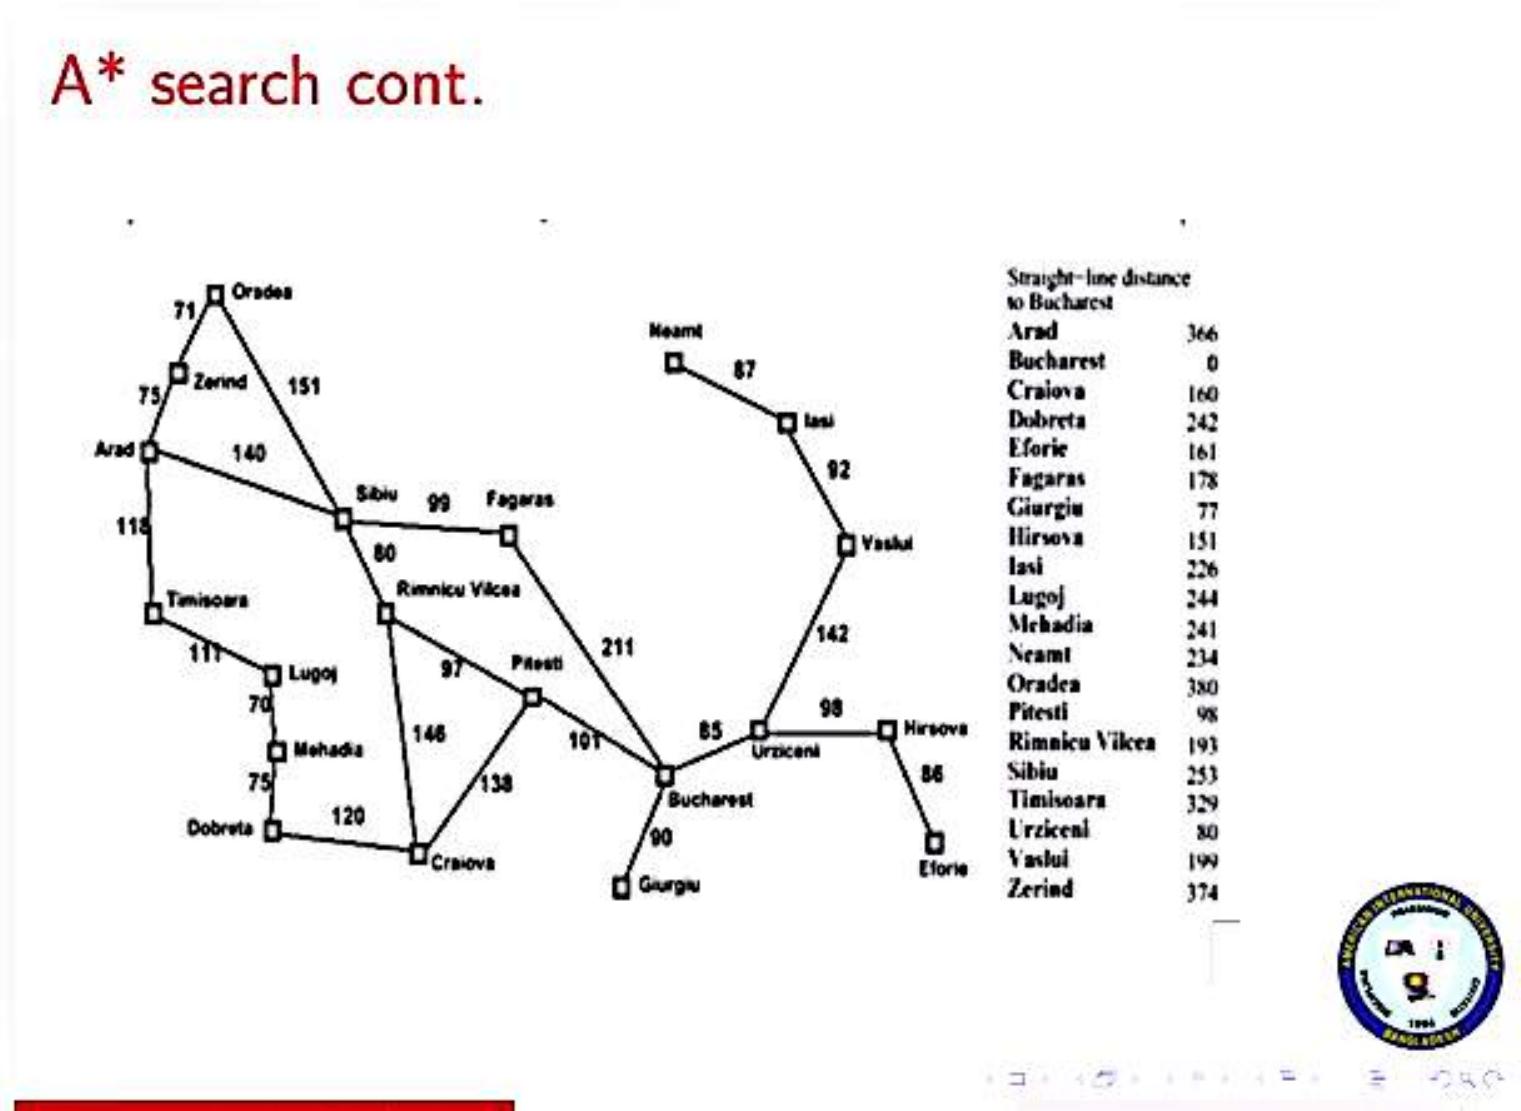 A* search cont.
Oradea
71
Zerind
75
151
Arad
140
118
Sibiu
99
Fagaras
80
Timisoara
Rimnicu Vilcea
111
Lugoj
97
Pitesti
211
70
Mehadia
146
101
75
138
Dobreta
120
Craiova
Bucharest
90
Giurgiu
85
Urziceni
98
Hirsova
86
Eforie
142
Vaslui
92
Iasi
87
Neamt
Straight-line distance
to Bucharest
Arad 366
Bucharest 0
Craiova 160
Dobreta 242
Eforie 161
Fagaras 178
Giurgiu 77
Hirsova 151
Iasi 226
Lugoj 244
Mehadia 241
Neamt 234
Oradea 380
Pitesti 98
Rimnicu Vilcea 193
Sibiu 253
Timisoara 329
Urziceni 80
Vaslui 199
Zerind 374
AMERICAN INTERNATIONAL UNIVERSITY
BANGLADESH